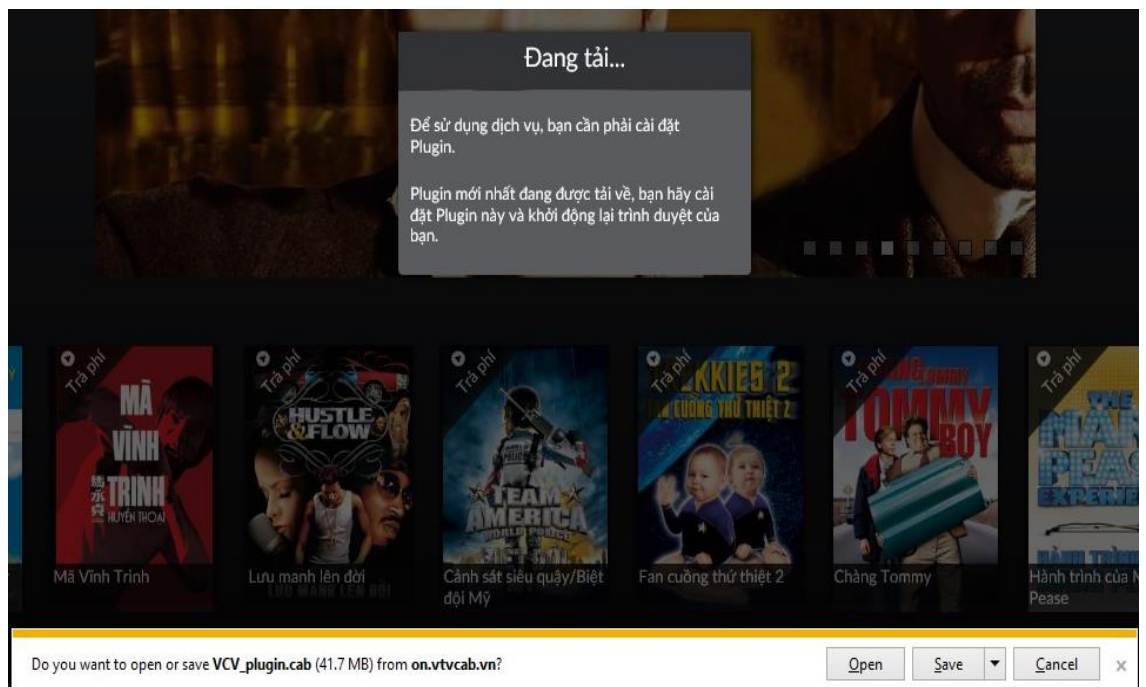 Đang tải...
Để sử dụng dịch vụ, bạn cần phải cài đặt
Plugin.
Plugin mới nhất đang được tải về, bạn hãy cài
đặt Plugin này và khởi động lại trình duyệt của
bạn.
Trả phí
Trả phí
Trả phí
Trả phí
Trả phí
Trả phí
MÃ
VĨNH
TRINH
HUYỀN THOẠI
HUSTLE
& FLOW
TEAM
AMERICA
WORLD POLICE
KKIES 2
CUỒNG THỨ THIỆT 2
TOMMY
BOY
THE
Mã Vĩnh Trinh
Lưu manh lên đời
Cảnh sát siêu quậy/Biệt
đội Mỹ
Fan cuồng thứ thiệt 2
Chàng Tommy
Hành trình của
Pease
Do you want to open or save VCV_plugin.cab (41.7 MB) from on.vtvcab.vn?
Open
Save
Cancel